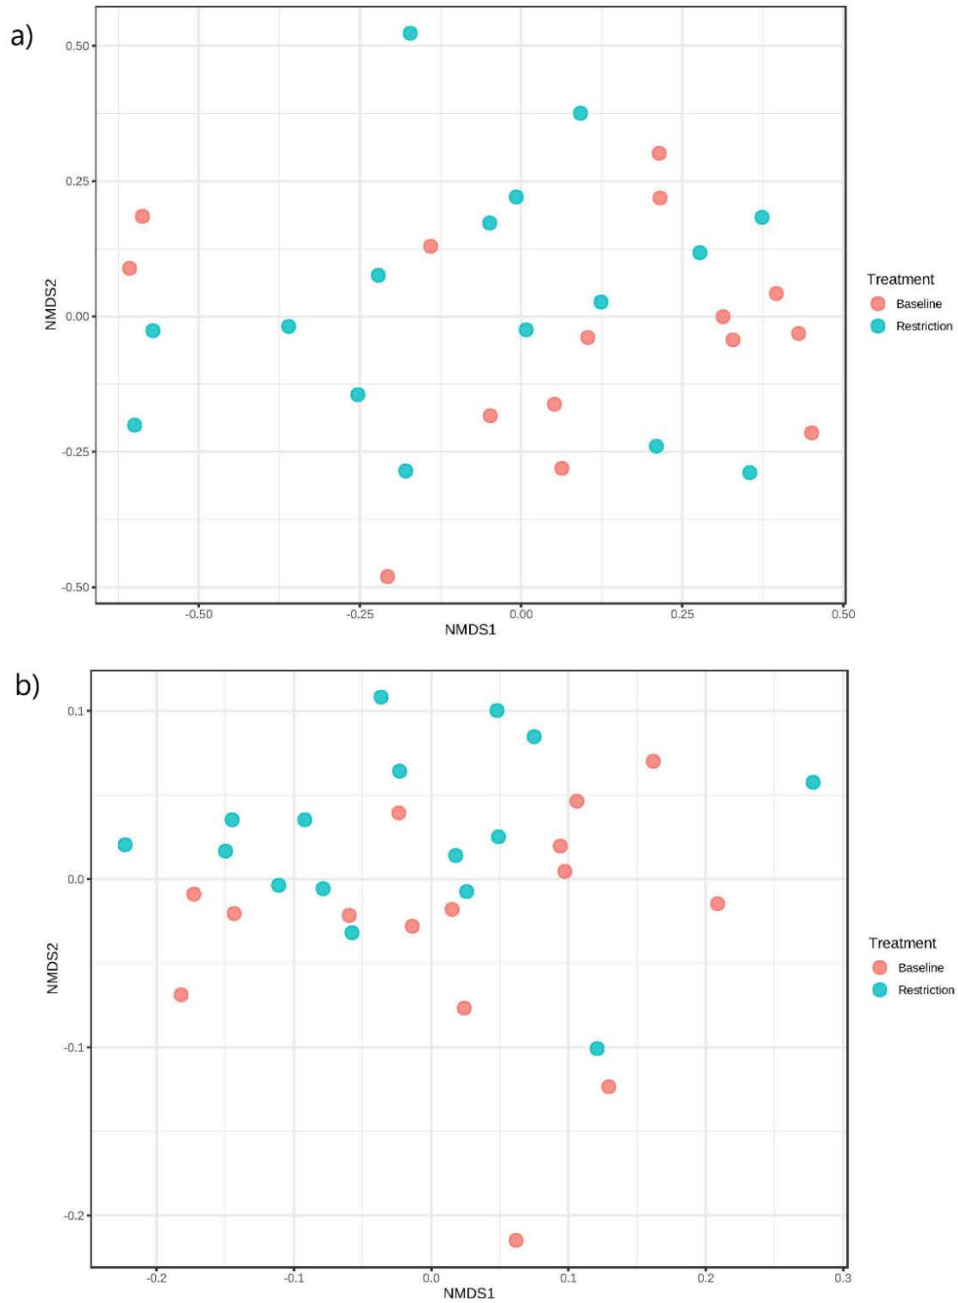 a)
0.50
0.25
0.00
-0.25
-0.50
NMDS2
-0.50 -0.25 0.00 0.25 0.50
NMDS1
Treatment
Baseline
Restriction
b)
0.1
0.0
-0.1
-0.2
NMDS2
-0.2 -0.1 0.0 0.1 0.2 0.3
NMDS1
Treatment
Baseline
Restriction